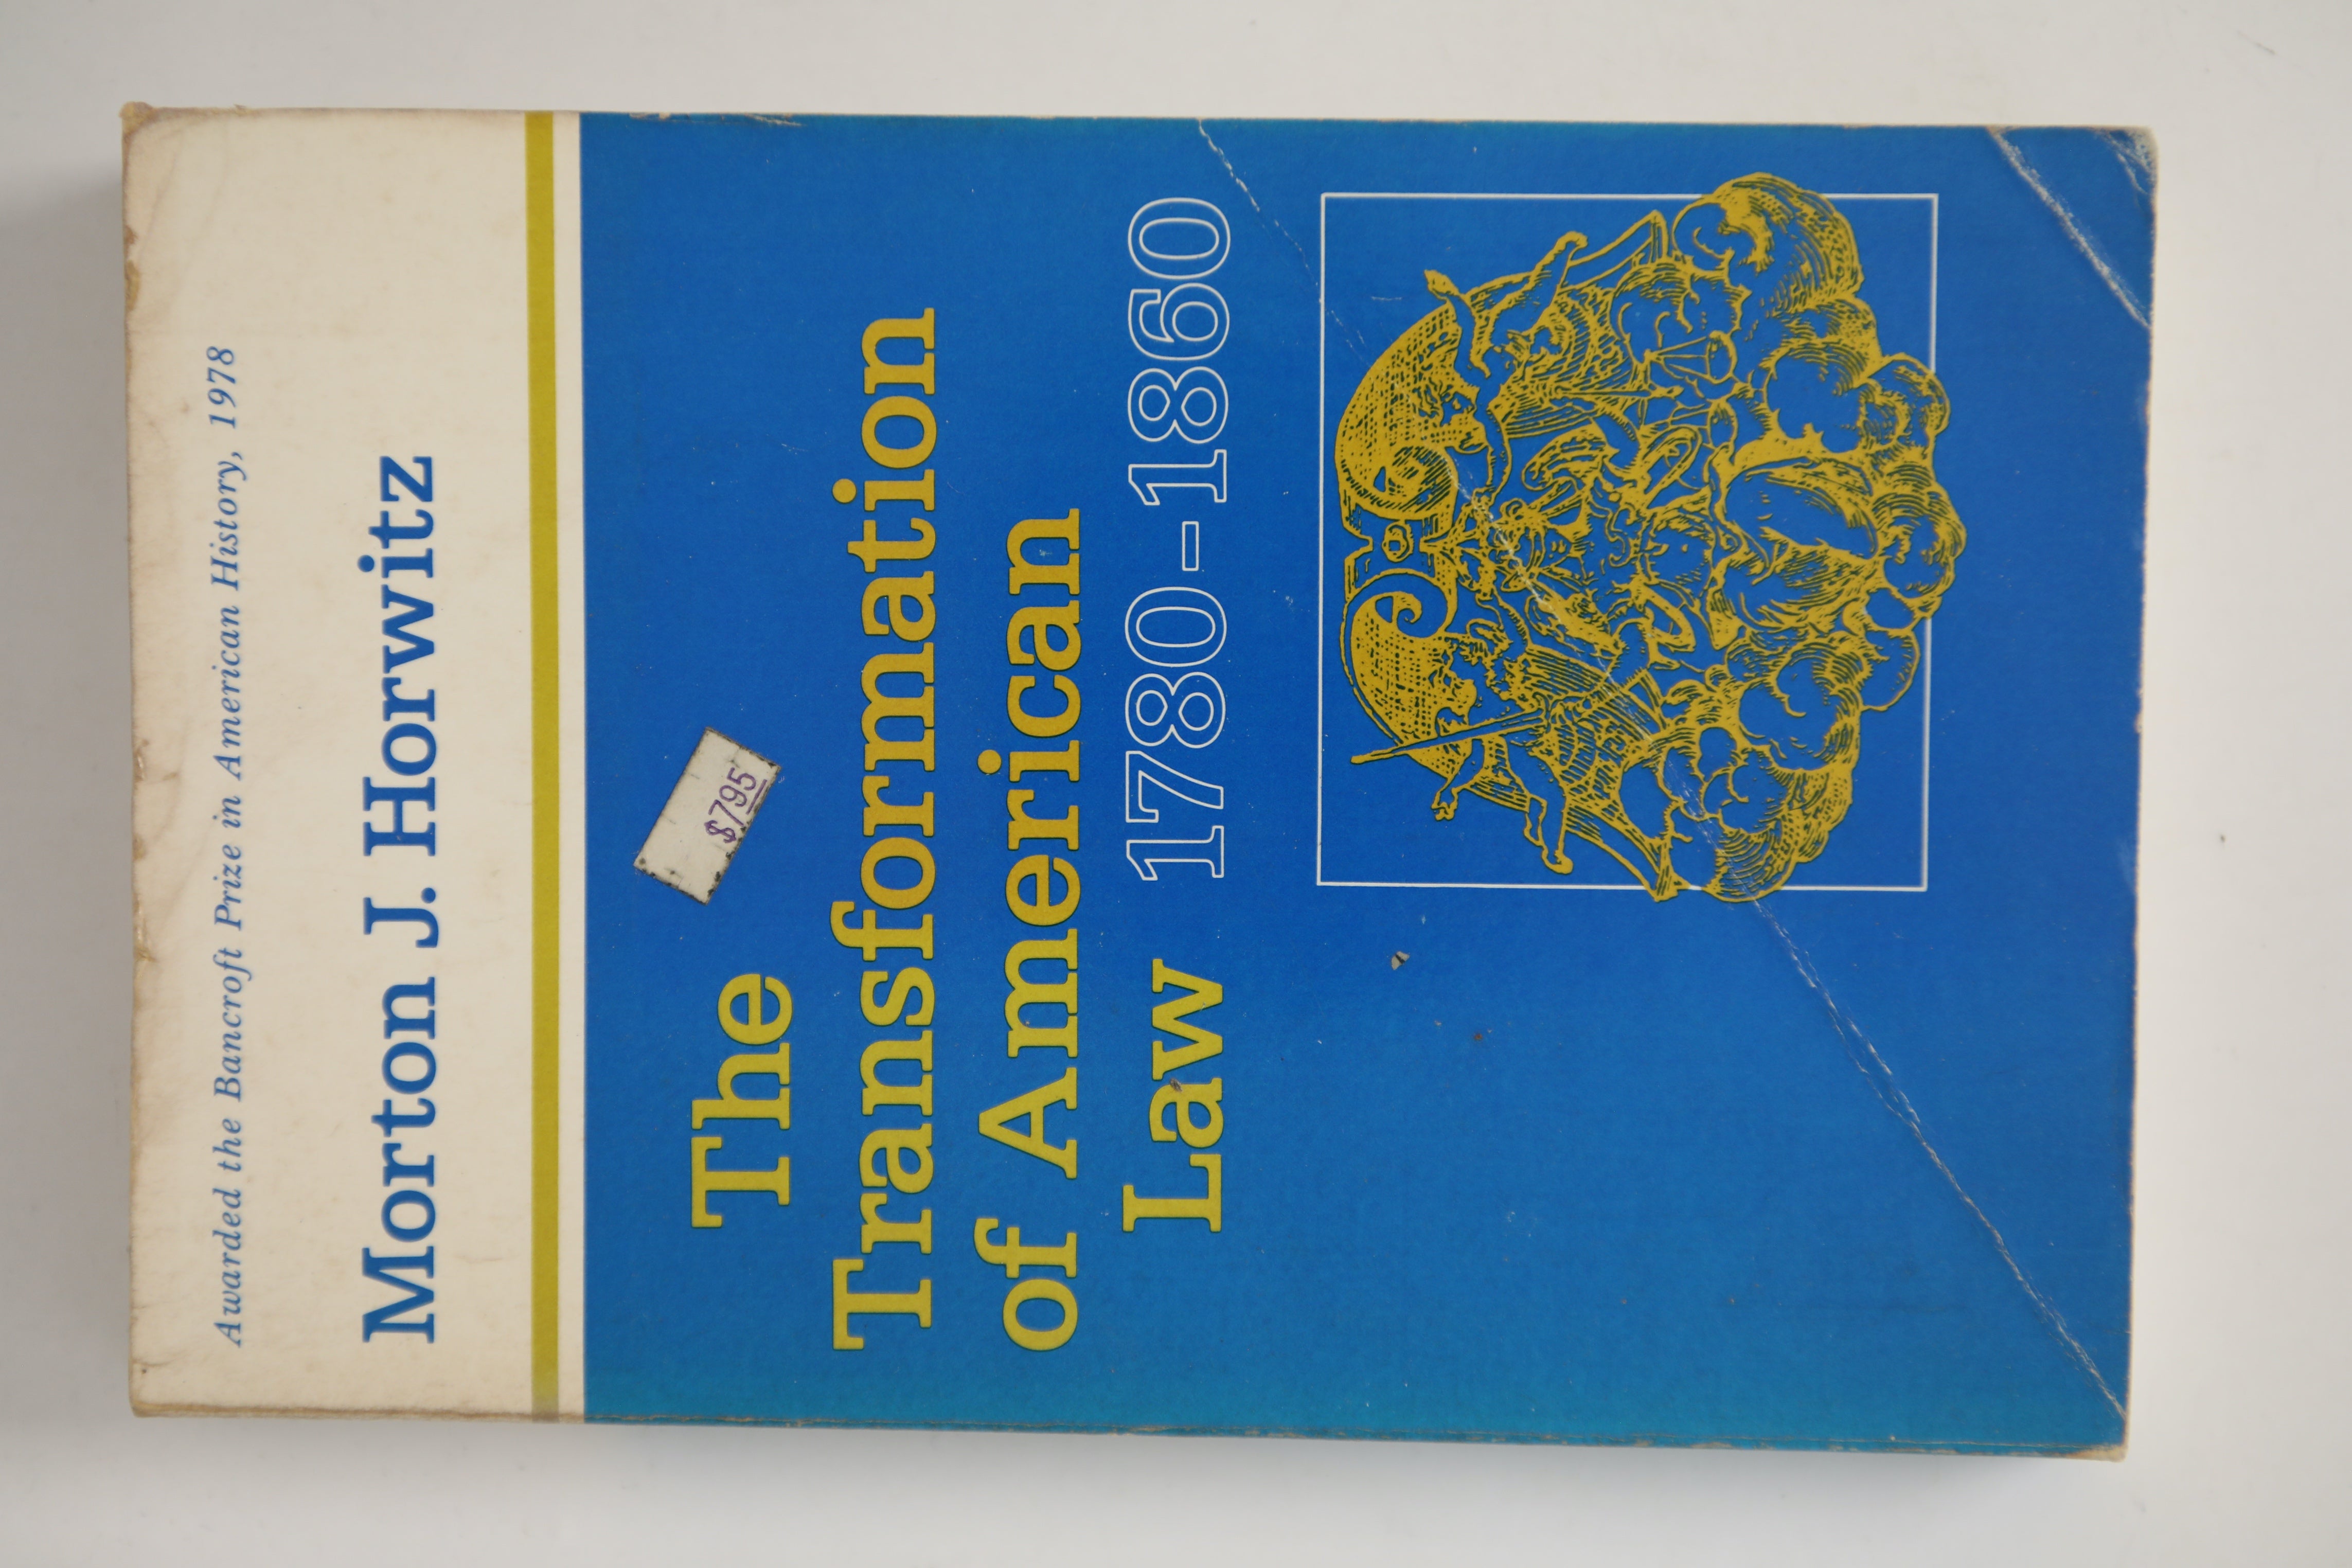 Awarded the Bancroft Prize in American History, 1978
Morton J. Horwitz
$795
The
Transformation
of American
Law 1780-1860